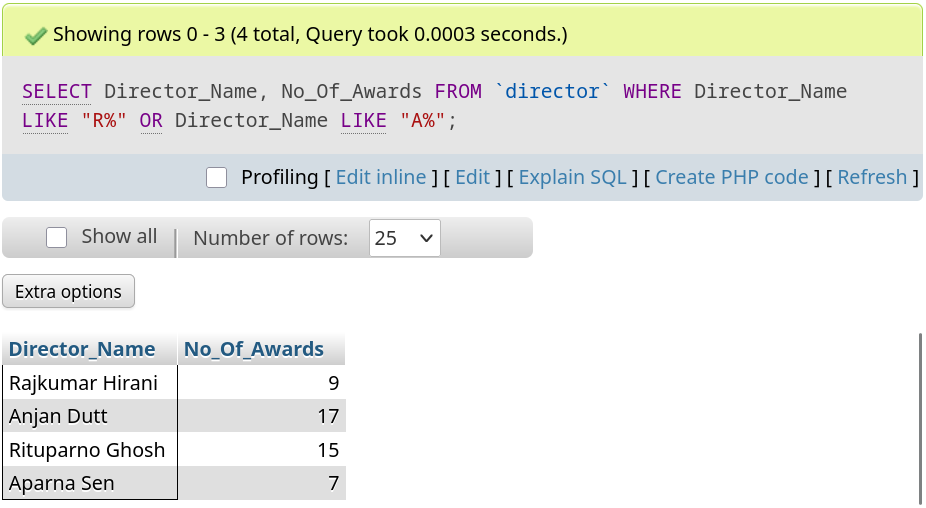 Showing rows 0 - 3 (4 total, Query took 0.0003 seconds.)
SELECT Director_Name, No_Of_Awards FROM `director` WHERE Director_Name
LIKE "R%" OR Director_Name LIKE "A%";
Profiling [ Edit inline ] [ Edit ] [ Explain SQL ] [ Create PHP code ] [ Refresh ]
Show all Number of rows: 25
Extra options
Director_Name No_Of_Awards
Rajkumar Hirani 9
Anjan Dutt 17
Rituparno Ghosh 15
Aparna Sen 7